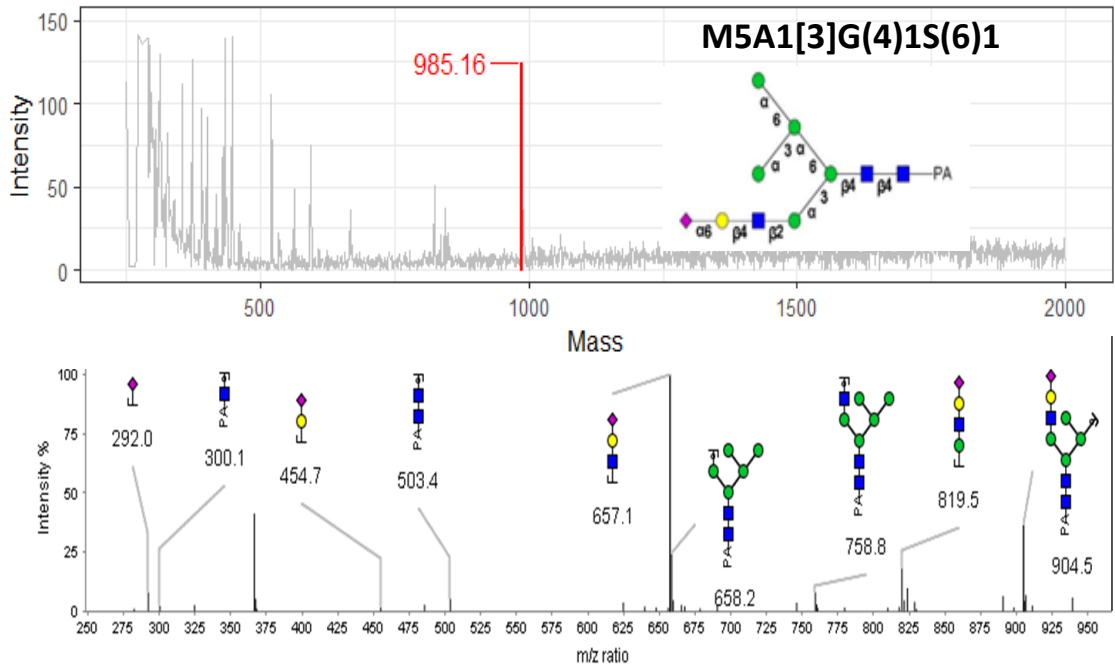 M5A1[3]G(4)1S(6)1
150
100
50
0
Intensity
985.16
α
6
3 α
α
6
β4
β4
PA
3
α
α6
β4
β2
500
1000
1500
2000
Mass
100
75
50
25
0
Intensity %
292.0
300.1
PA
454.7
503.4
PA
657.1
658.2
PA
758.8
PA
819.5
904.5
PA
250 275 300 325 350 375 400 425 450 475 500 525 550 575 600 625 650 675 700 725 750 775 800 825 850 875 900 925 950
m/z ratio